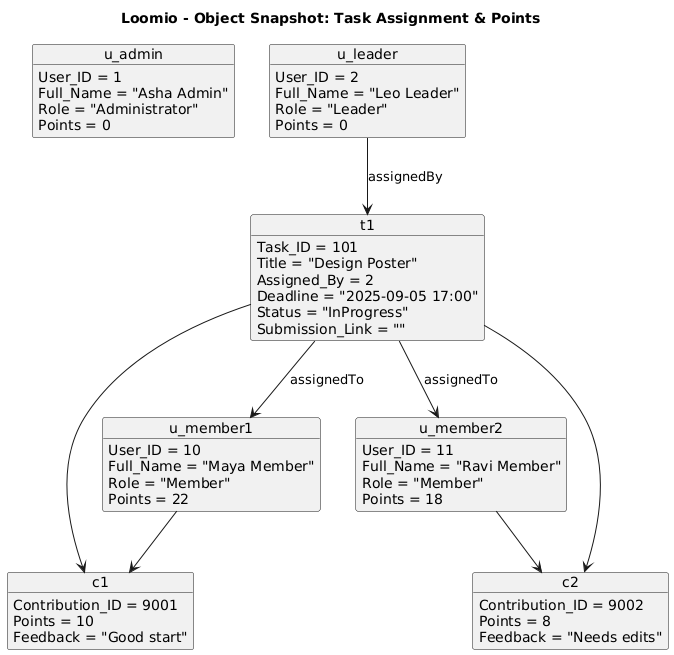 Loomio - Object Snapshot: Task Assignment & Points
u_admin
User_ID = 1
Full_Name = "Asha Admin"
Role = "Administrator"
Points = 0
u_leader
User_ID = 2
Full_Name = "Leo Leader"
Role = "Leader"
Points = 0
assignedBy
t1
Task_ID = 101
Title = "Design Poster"
Assigned_By = 2
Deadline = "2025-09-05 17:00"
Status = "InProgress"
Submission_Link = ""
assignedTo
assignedTo
u_member1
User_ID = 10
Full_Name = "Maya Member"
Role = "Member"
Points = 22
u_member2
User_ID = 11
Full_Name = "Ravi Member"
Role = "Member"
Points = 18
c1
Contribution_ID = 9001
Points = 10
Feedback = "Good start"
c2
Contribution_ID = 9002
Points = 8
Feedback = "Needs edits"